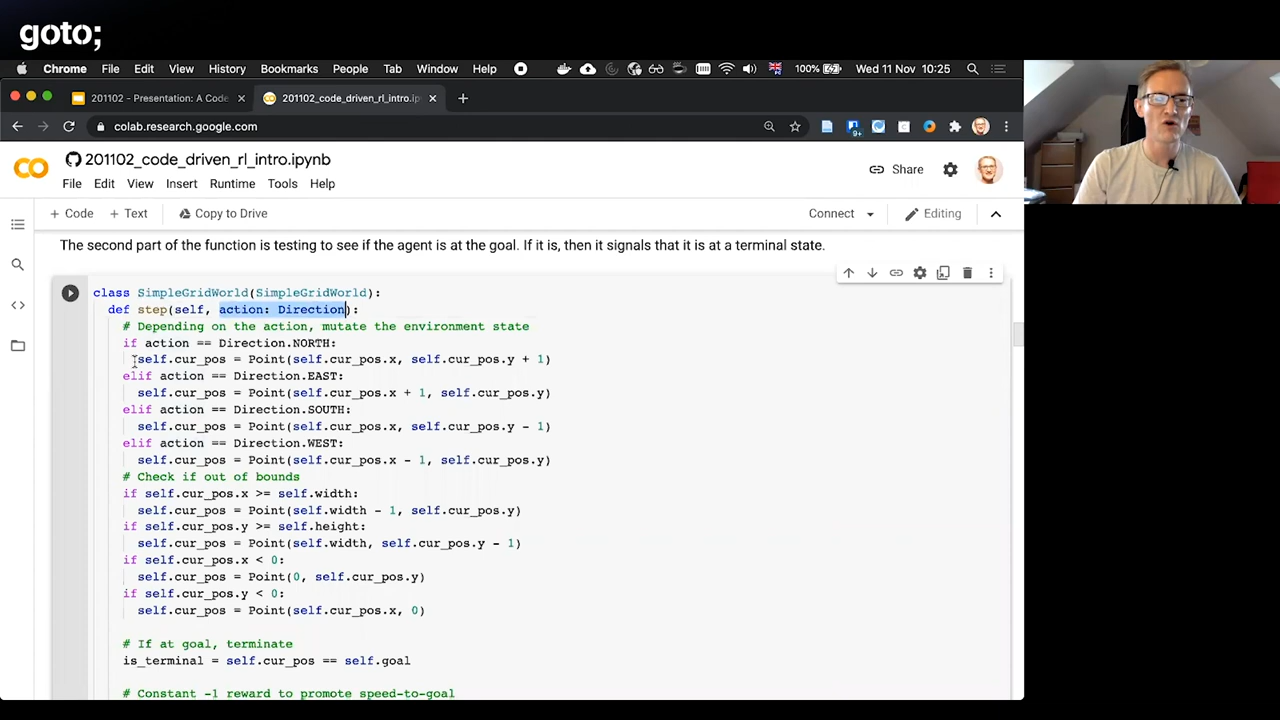 goto;
Chrome File Edit View History Bookmarks People Tab Window Help 100% Wed 11 Nov 10:25
201102 - Presentation: A Code 201102_code_driven_rl_intro.ip
colab.research.google.com
201102_code_driven_rl_intro.ipynb
Share
File Edit View Insert Runtime Tools Help
+ Code + Text Copy to Drive Connect Editing
The second part of the function is testing to see if the agent is at the goal. If it is, then it signals that it is at a terminal state.
class SimpleGridWorld(SimpleGridWorld):
def step(self, action: Direction):
# Depending on the action, mutate the environment state
if action == Direction.NORTH:
self.cur_pos = Point(self.cur_pos.x, self.cur_pos.y + 1)
elif action == Direction.EAST:
self.cur_pos = Point(self.cur_pos.x + 1, self.cur_pos.y)
elif action == Direction.SOUTH:
self.cur_pos = Point(self.cur_pos.x, self.cur_pos.y - 1)
elif action == Direction.WEST:
self.cur_pos = Point(self.cur_pos.x - 1, self.cur_pos.y)
# Check if out of bounds
if self.cur_pos.x >= self.width:
self.cur_pos = Point(self.width - 1, self.cur_pos.y)
if self.cur_pos.y >= self.height:
self.cur_pos = Point(self.width, self.cur_pos.y - 1)
if self.cur_pos.x < 0:
self.cur_pos = Point(0, self.cur_pos.y)
if self.cur_pos.y < 0:
self.cur_pos = Point(self.cur_pos.x, 0)
# If at goal, terminate
is_terminal = self.cur_pos == self.goal
# Constant -1 reward to promote speed-to-goal